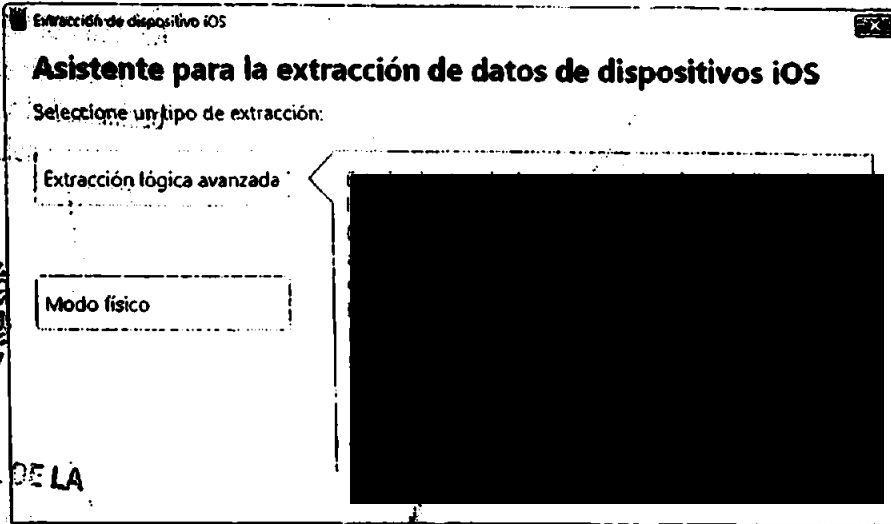 Extracción de dispositivo iOS
Asistente para la extracción de datos de dispositivos iOS
Seleccione un tipo de extracción:
Extracción lógica avanzada
Modo físico
DE LA